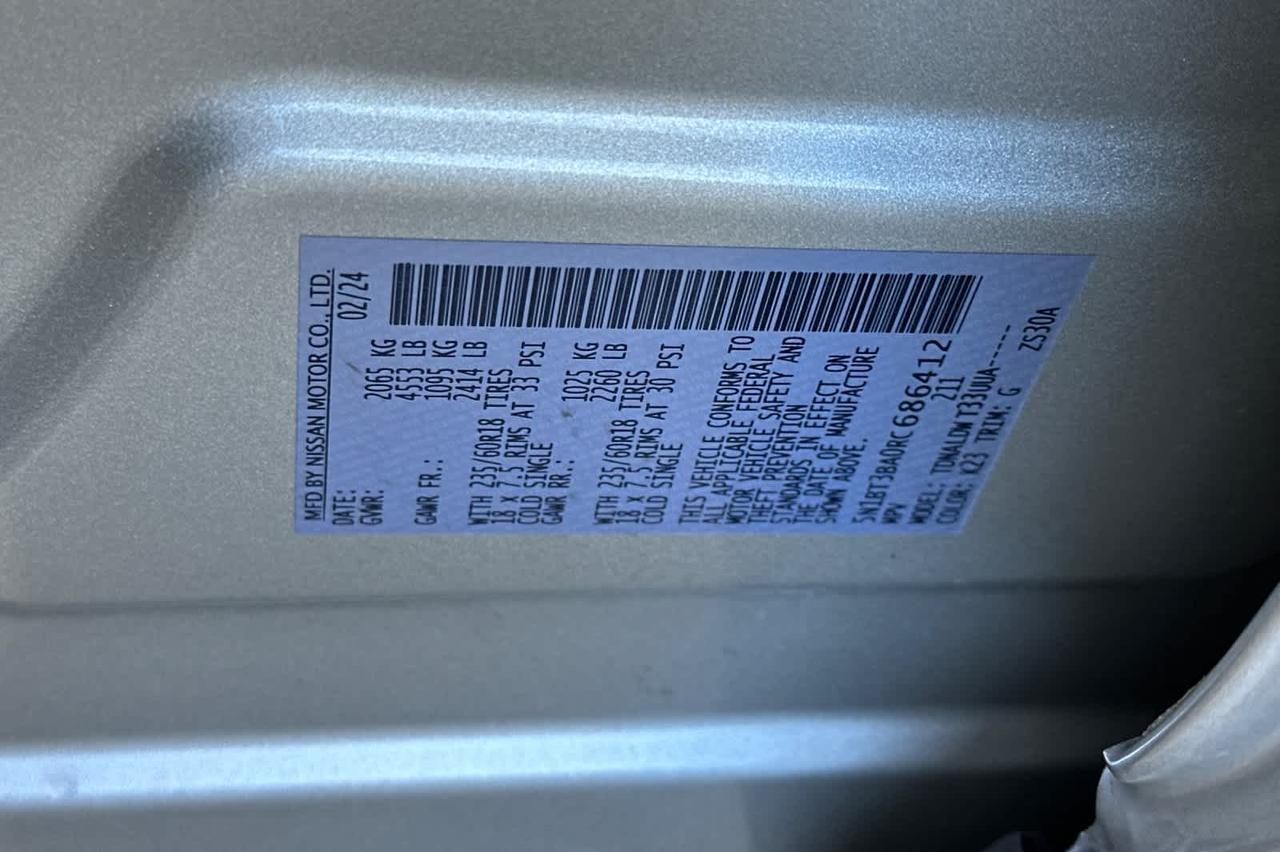 MFD BY NISSAN MOTOR CO., LTD.
DATE: 02/24
GVWR: 2065 KG
4553 LB
GAWR FR.: 1095 KG
2414 LB
WITH 235/60R18 TIRES
18 X 7.5 RIMS AT 33 PSI
COLD SINGLE
GAWR RR.: 1025 KG
2260 LB
WITH 235/60R18 TIRES
18 X 7.5 RIMS AT 30 PSI
COLD SINGLE
THIS VEHICLE CONFORMS TO
ALL APPLICABLE FEDERAL
MOTOR VEHICLE SAFETY AND
THEFT PREVENTION
STANDARDS IN EFFECT ON
THE DATE OF MANUFACTURE
SHOWN ABOVE.
5N1BT3BA0RC686412
MPV 211
MODEL: TDNALDW T33UUA-----
COLOR: K23 TRIM: G ZS30A